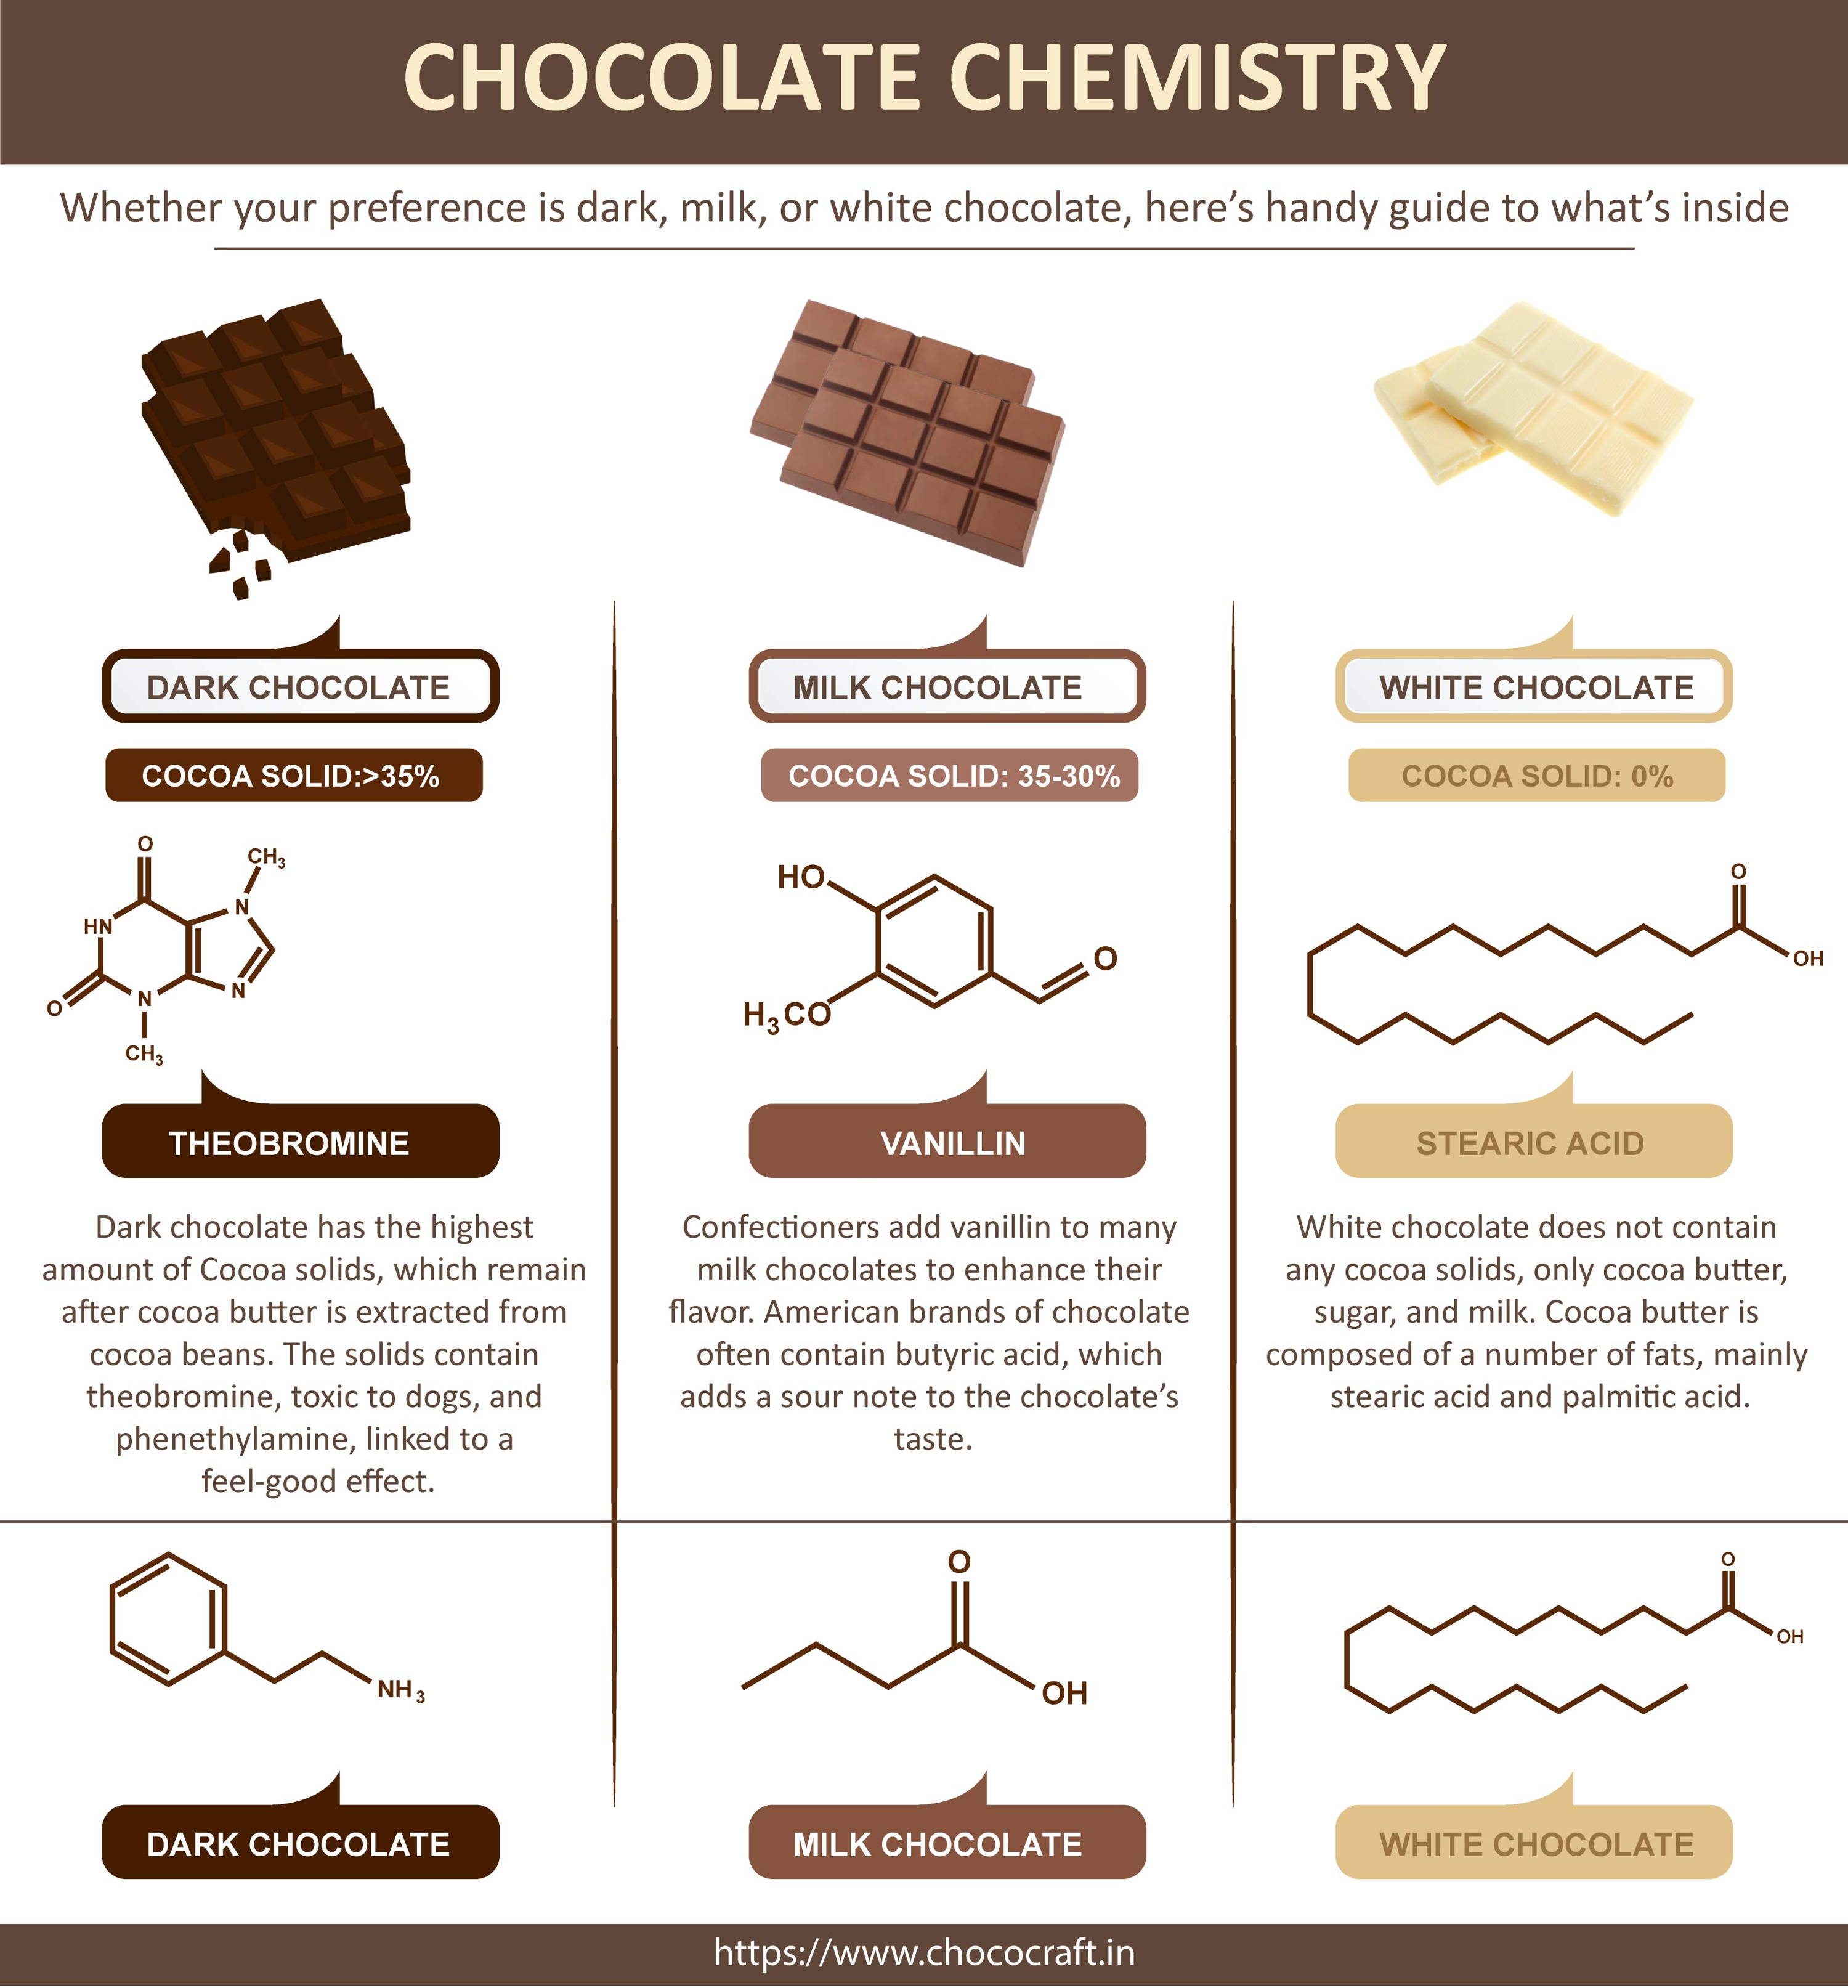 CHOCOLATE CHEMISTRY
Whether your preference is dark, milk, or white chocolate, here's handy guide to what's inside
DARK CHOCOLATE
COCOA SOLID:>35%
O
CH3
HN
N
O
N
N
CH3
THEOBROMINE
Dark chocolate has the highest
amount of Cocoa solids, which remain
after cocoa butter is extracted from
cocoa beans. The solids contain
theobromine, toxic to dogs, and
phenethylamine, linked to a
feel-good effect.
NH3
DARK CHOCOLATE
MILK CHOCOLATE
COCOA SOLID: 35-30%
HO
O
H3CO
VANILLIN
Confectioners add vanillin to many
milk chocolates to enhance their
flavor. American brands of chocolate
often contain butyric acid, which
adds a sour note to the chocolate's
taste.
O
OH
MILK CHOCOLATE
WHITE CHOCOLATE
COCOA SOLID: 0%
O
OH
STEARIC ACID
White chocolate does not contain
any cocoa solids, only cocoa butter,
sugar, and milk. Cocoa butter is
composed of a number of fats, mainly
stearic acid and palmitic acid.
O
OH
WHITE CHOCOLATE
https://www.chococraft.in